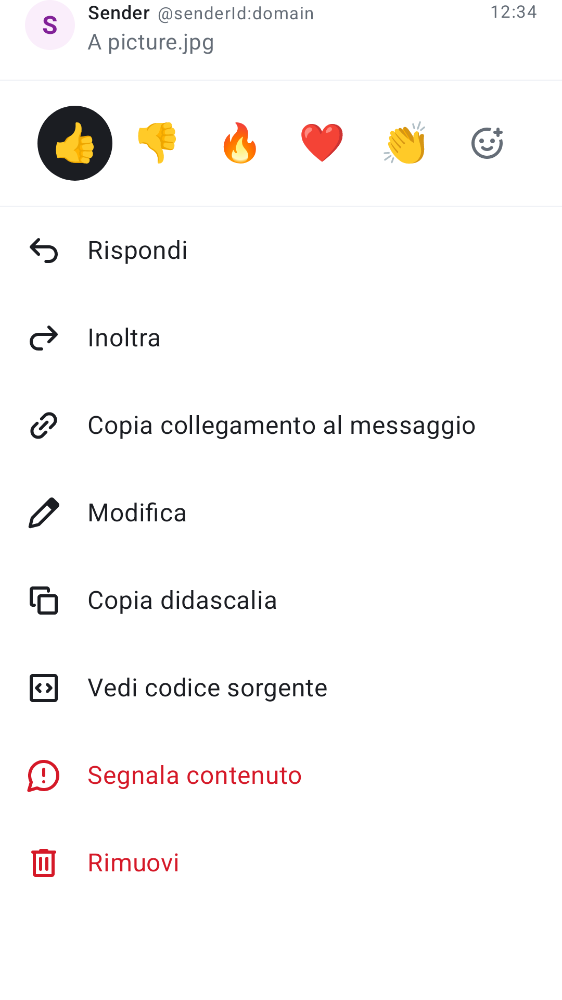 S
Sender @senderId:domain 12:34
A picture.jpg
Rispondi
Inoltra
Copia collegamento al messaggio
Modifica
Copia didascalia
Vedi codice sorgente
Segnala contenuto
Rimuovi